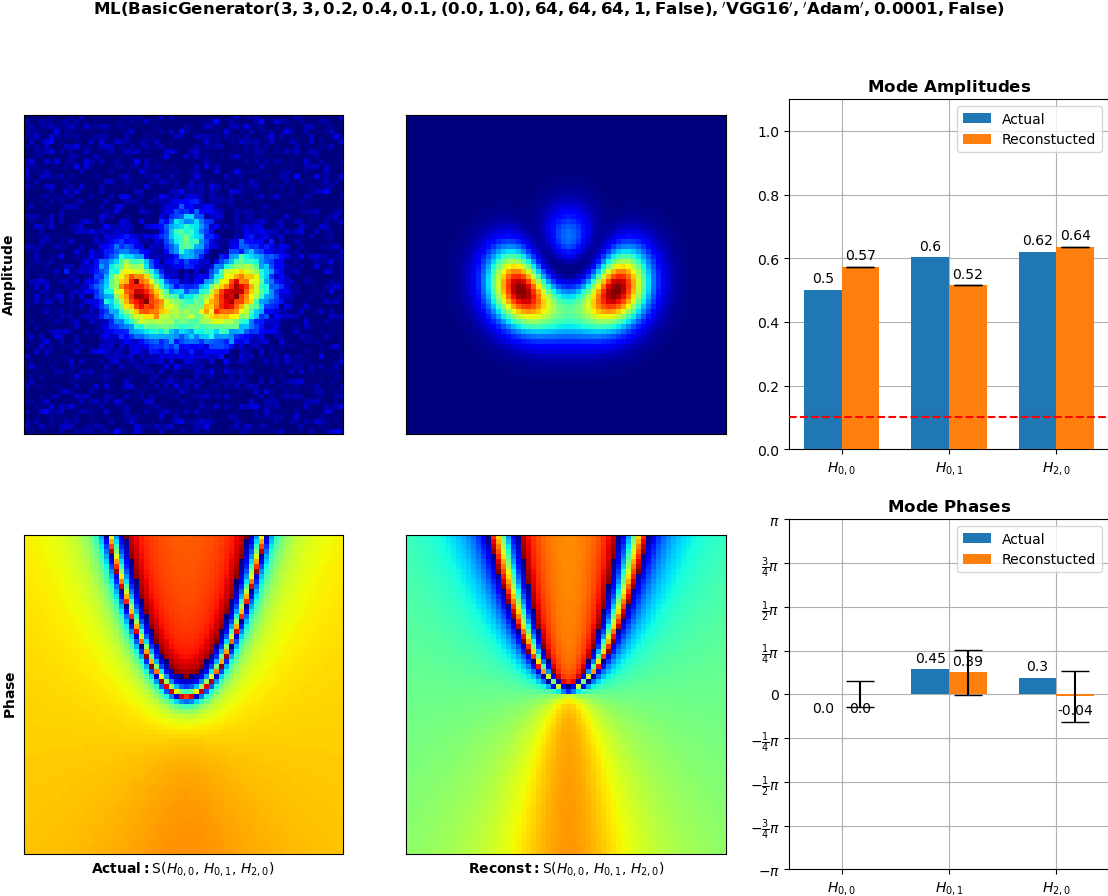 ML(BasicGenerator(3, 3, 0.2, 0.4, 0.1, (0.0, 1.0), 64, 64, 64, 1, False), ′VGG16′, ′Adam′, 0.0001, False)
Amplitude
Mode Amplitudes
Actual
Reconstucted
1.0
0.8
0.6
0.4
0.2
0.0
0.5
0.57
0.6
0.52
0.62
0.64
H₀,₀
H₀,₁
H₂,₀
Phase
Actual: S(H₀,₀, H₀,₁, H₂,₀)
Reconst: S(H₀,₀, H₀,₁, H₂,₀)
Mode Phases
Actual
Reconstucted
π
3/4π
1/2π
1/4π
0
−1/4π
−1/2π
−3/4π
−π
0.0
0.0
0.45
0.39
0.3
-0.04
H₀,₀
H₀,₁
H₂,₀